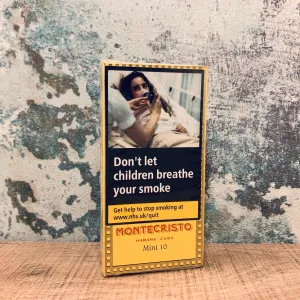 Don't let
children breathe
your smoke
Get help to stop smoking at
www.nhs.uk/quit
MONTECRISTO
HABANA CUBA
Mini 10